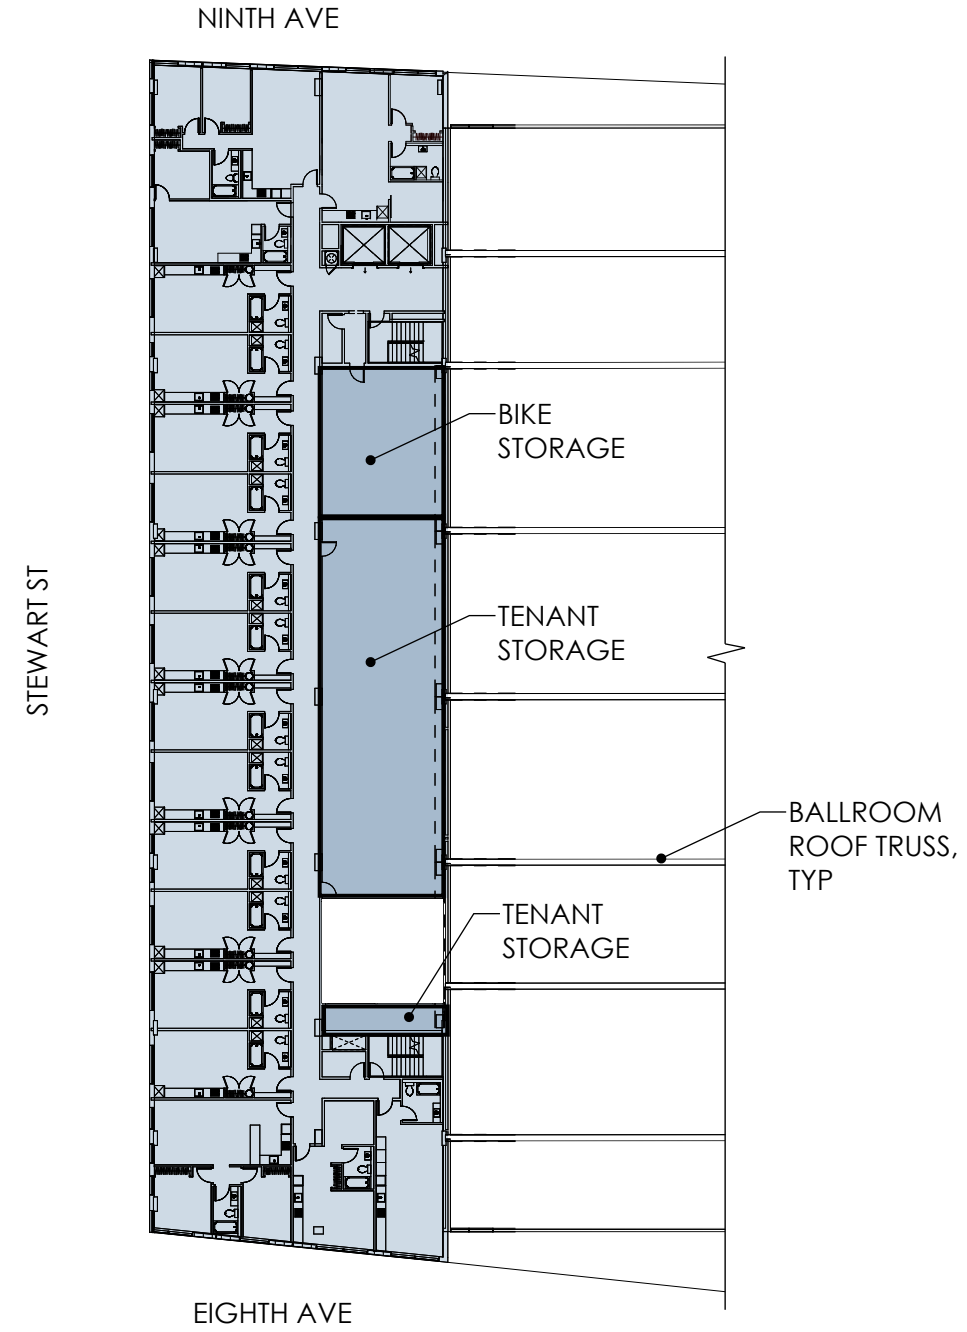 NINTH AVE
BIKE
STORAGE
STEWART ST
TENANT
STORAGE
BALLROOM
ROOF TRUSS,
TYP
TENANT
STORAGE
EIGHTH AVE